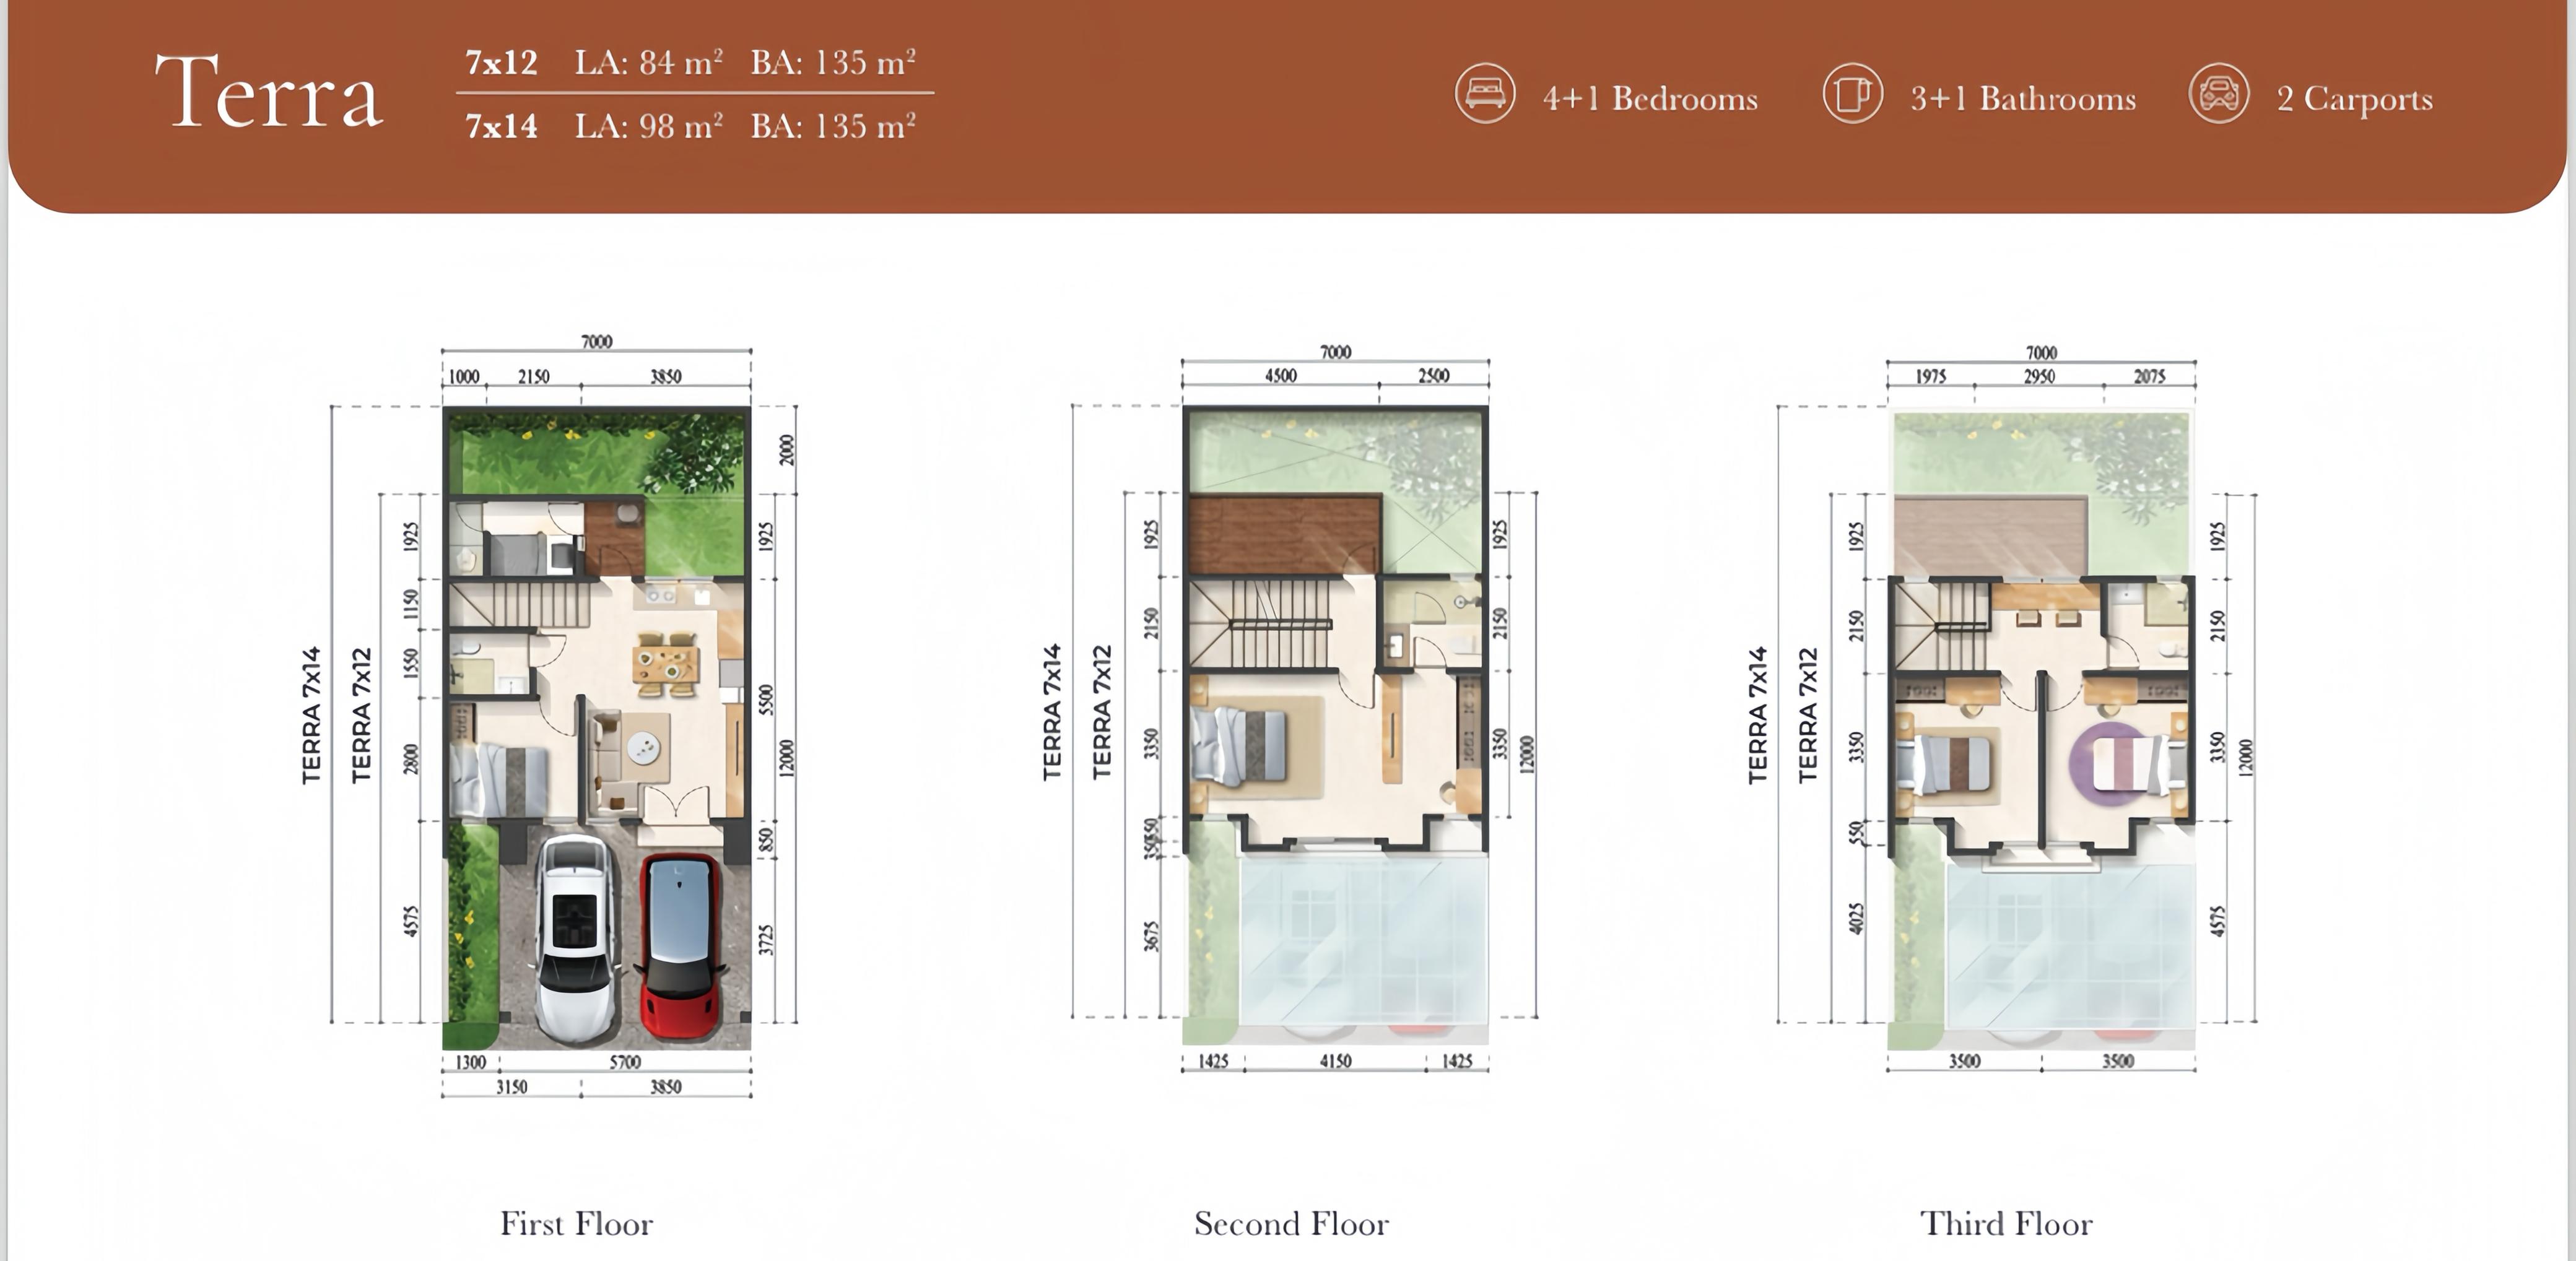 Terra
7x12 LA: 84 m² BA: 135 m²
7x14 LA: 98 m² BA: 135 m²
4+1 Bedrooms
3+1 Bathrooms
2 Carports
7000
1000 2150 3850
TERRA 7x14
TERRA 7x12
1925
1150
1550
2800
4575
2000
1925
5500
12000
850
3725
1300 5700
3150 3850
First Floor
7000
4500 2500
TERRA 7x14
TERRA 7x12
1925
2150
3350
3675
1925
2150
3350
12000
1425 4150 1425
Second Floor
7000
1975 2950 2075
TERRA 7x14
TERRA 7x12
1925
2150
3350
550
4025
1925
2150
3350
12000
4575
3500 3500
Third Floor